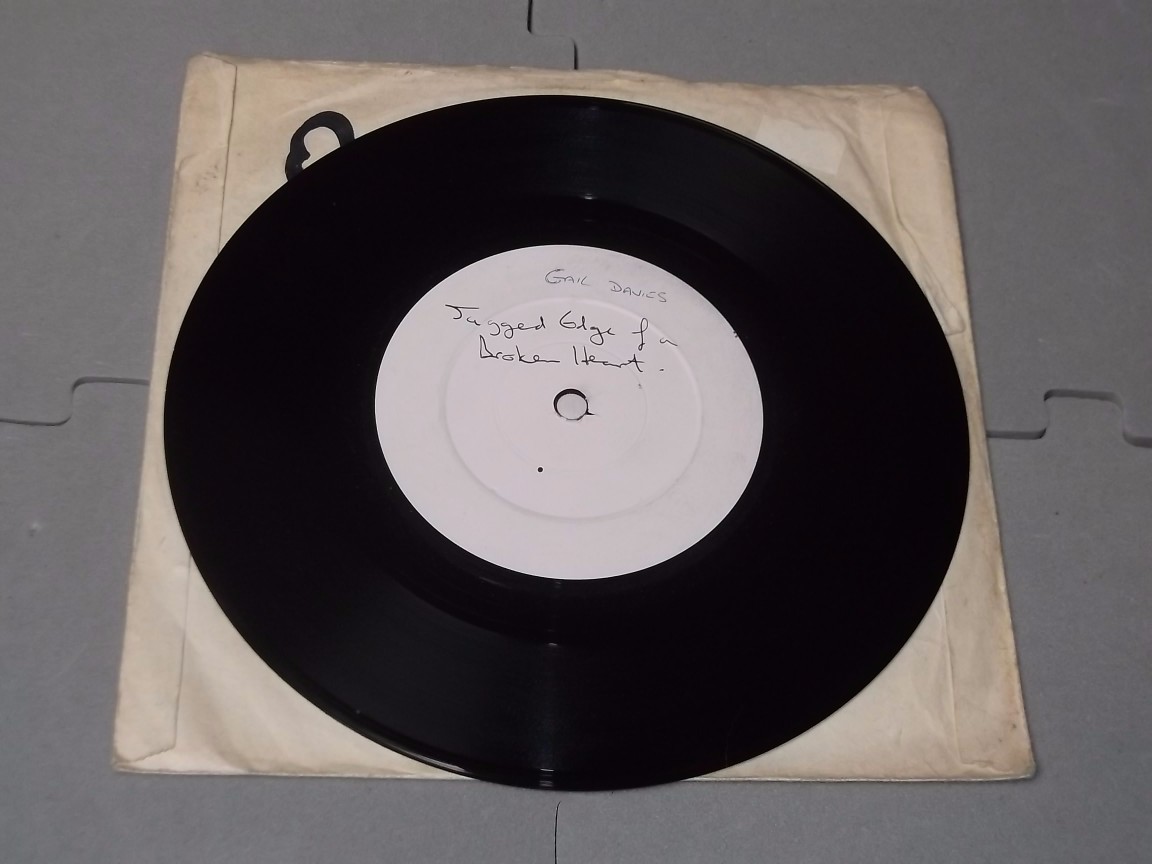 GAIL DAVIES
Jagged Edge of a
Broken Heart.